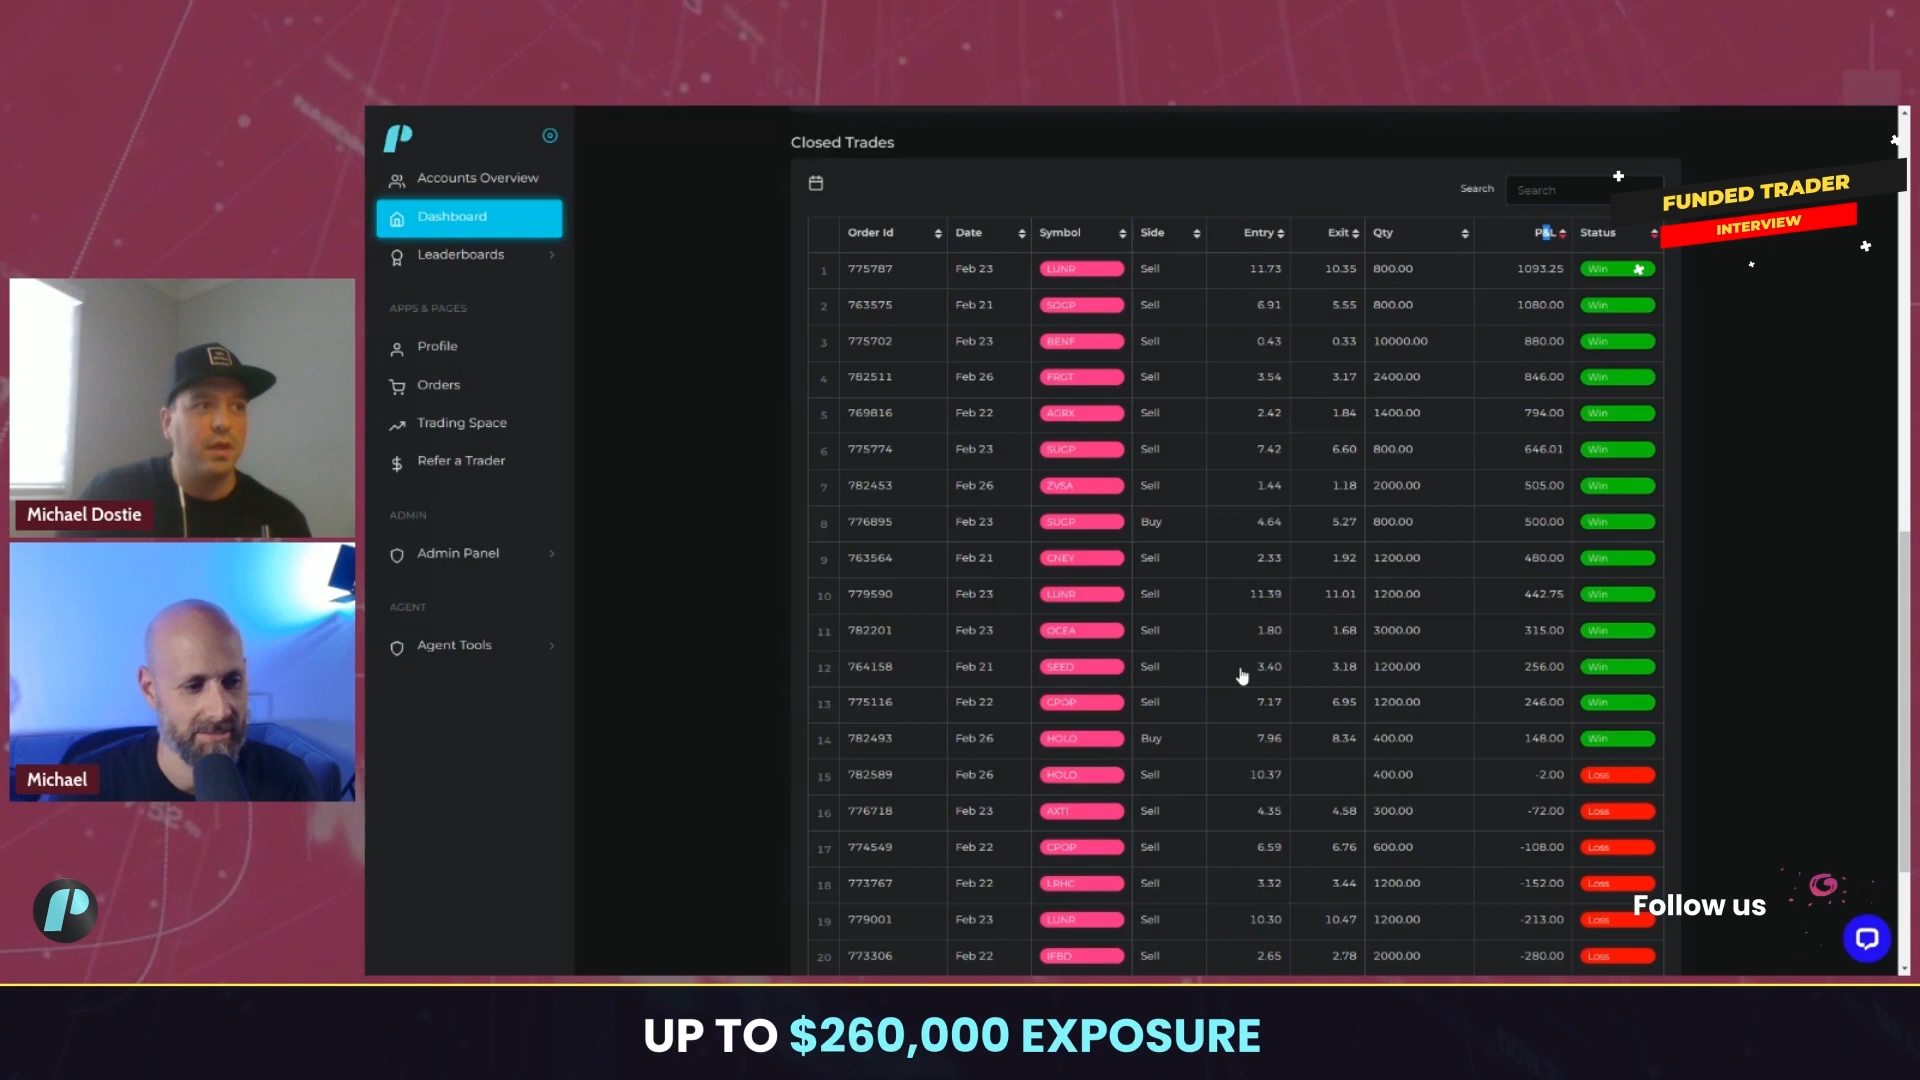 Closed Trades
Search Search
FUNDED TRADER
INTERVIEW
Accounts Overview
Dashboard
Leaderboards
APPS & PAGES
Profile
Orders
Trading Space
Refer a Trader
ADMIN
Admin Panel
AGENT
Agent Tools
Order Id Date Symbol Side Entry Exit Qty P&L Status
1 775787 Feb 23 LUNR Sell 11.73 10.35 800.00 1093.25 Win
2 763575 Feb 21 SOGP Sell 6.91 5.55 800.00 1080.00 Win
3 775702 Feb 23 BENF Sell 0.43 0.33 10000.00 880.00 Win
4 782511 Feb 26 FRGT Sell 3.54 3.17 2400.00 846.00 Win
5 769816 Feb 22 AGRX Sell 2.42 1.84 1400.00 794.00 Win
6 775774 Feb 23 SUGP Sell 7.42 6.60 800.00 646.01 Win
7 782453 Feb 26 ZVSA Sell 1.44 1.18 2000.00 505.00 Win
8 776895 Feb 23 SUGP Buy 4.64 5.27 800.00 500.00 Win
9 763564 Feb 21 CNEY Sell 2.33 1.92 1200.00 480.00 Win
10 779590 Feb 23 LUNR Sell 11.39 11.01 1200.00 442.75 Win
11 782201 Feb 23 OCEA Sell 1.80 1.68 3000.00 315.00 Win
12 764158 Feb 21 SEED Sell 3.40 3.18 1200.00 256.00 Win
13 775116 Feb 22 CPOP Sell 7.17 6.95 1200.00 246.00 Win
14 782493 Feb 26 HOLO Buy 7.96 8.34 400.00 148.00 Win
15 782589 Feb 26 HOLO Sell 10.37 400.00 -2.00 Loss
16 776718 Feb 23 AXTI Sell 4.35 4.58 300.00 -72.00 Loss
17 774549 Feb 22 CPOP Sell 6.59 6.76 600.00 -108.00 Loss
18 773767 Feb 22 LRHC Sell 3.32 3.44 1200.00 -152.00 Loss
19 779001 Feb 23 LUNR Sell 10.30 10.47 1200.00 -213.00 Loss
20 773306 Feb 22 IFBD Sell 2.65 2.78 2000.00 -280.00 Loss
Michael Dostie
Michael
Follow us
UP TO $260,000 EXPOSURE